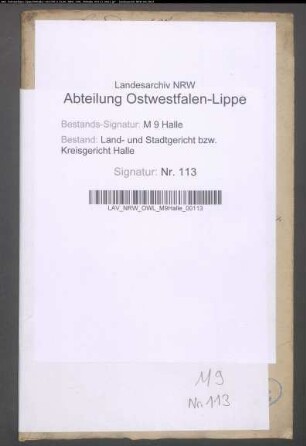 Landesarchiv NRW
Abteilung Ostwestfalen-Lippe
Bestands-Signatur: M 9 Halle
Bestand: Land- und Stadtgericht bzw.
Kreisgericht Halle
Signatur: Nr. 113
LAV_NRW_OWL_M9Halle_00113
M9
Nr. 113